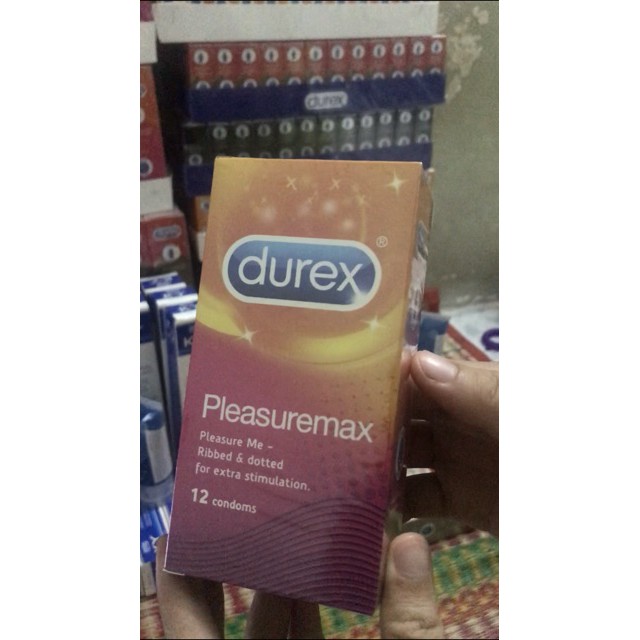 durex
durex
®
Pleasuremax
Pleasure Me –
Ribbed & dotted
for extra stimulation.
12 condoms